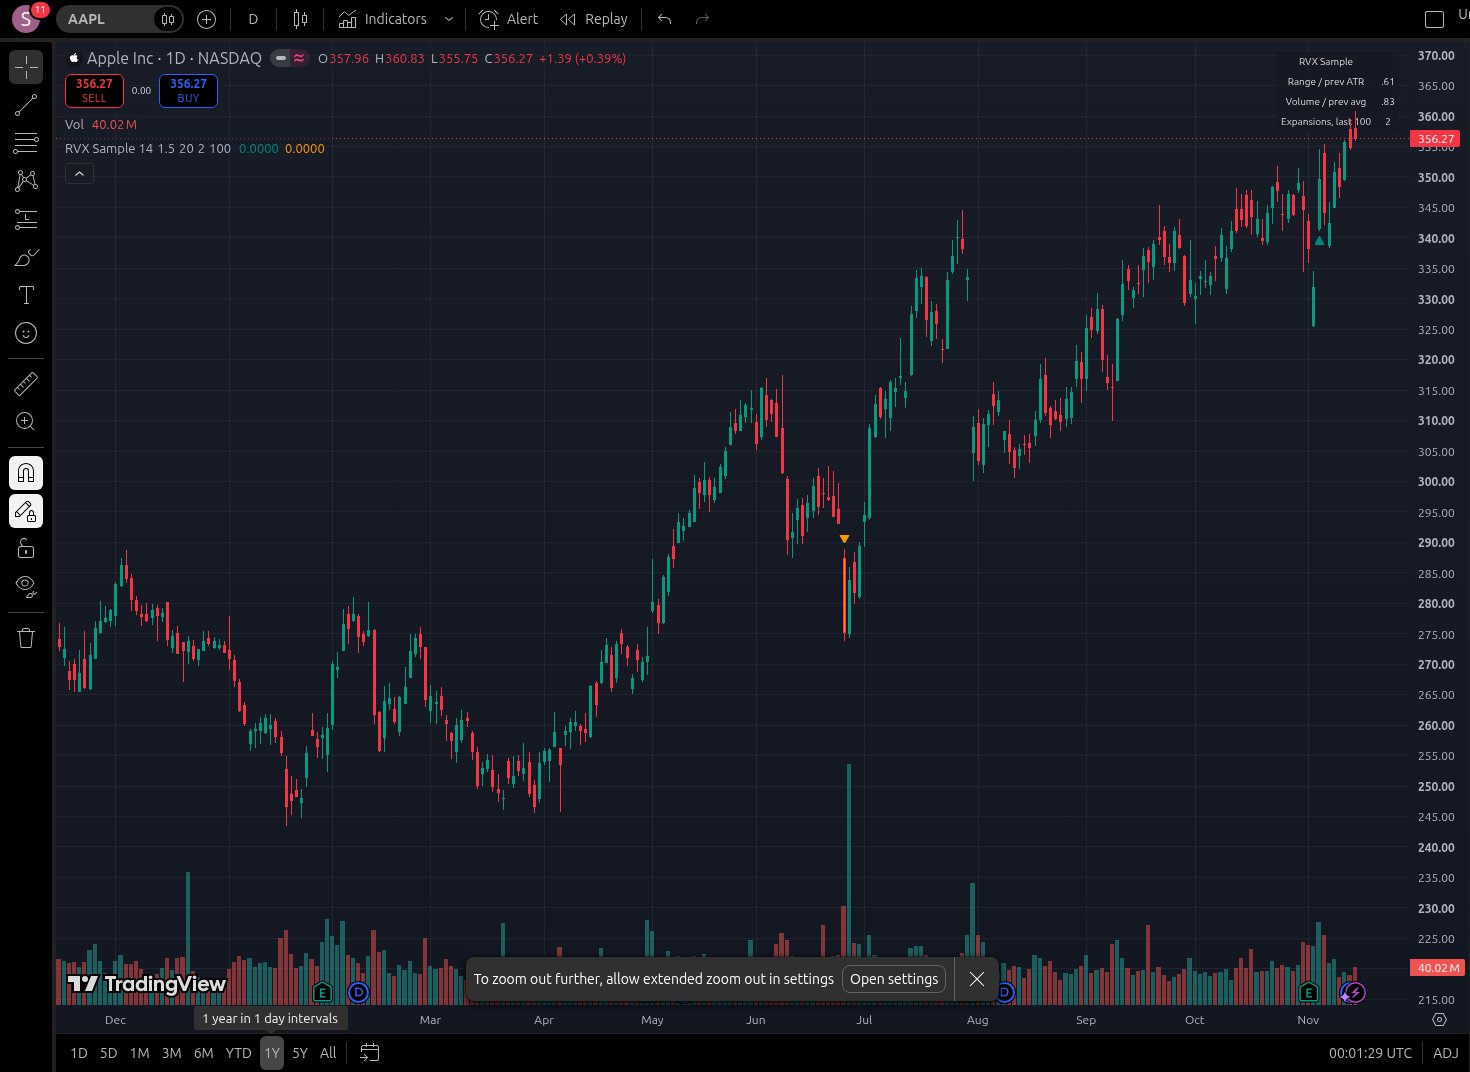 S
11
AAPL
D
Indicators
Alert
Replay
Apple Inc · 1D · NASDAQ
O357.96 H360.83 L355.75 C356.27 +1.39 (+0.39%)
356.27
SELL
0.00
356.27
BUY
Vol 40.02 M
RVX Sample 14 1.5 20 2 100 0.0000 0.0000
RVX Sample
Range / prev ATR .61
Volume / prev avg .83
Expansions, last 100 2
370.00
365.00
360.00
356.27
355.00
350.00
345.00
340.00
335.00
330.00
325.00
320.00
315.00
310.00
305.00
300.00
295.00
290.00
285.00
280.00
275.00
270.00
265.00
260.00
255.00
250.00
245.00
240.00
235.00
230.00
225.00
40.02 M
215.00
TradingView
E
D
To zoom out further, allow extended zoom out in settings
Open settings
D
E
Dec
1 year in 1 day intervals
Mar
Apr
May
Jun
Jul
Aug
Sep
Oct
Nov
1D 5D 1M 3M 6M YTD 1Y 5Y All
00:01:29 UTC
ADJ